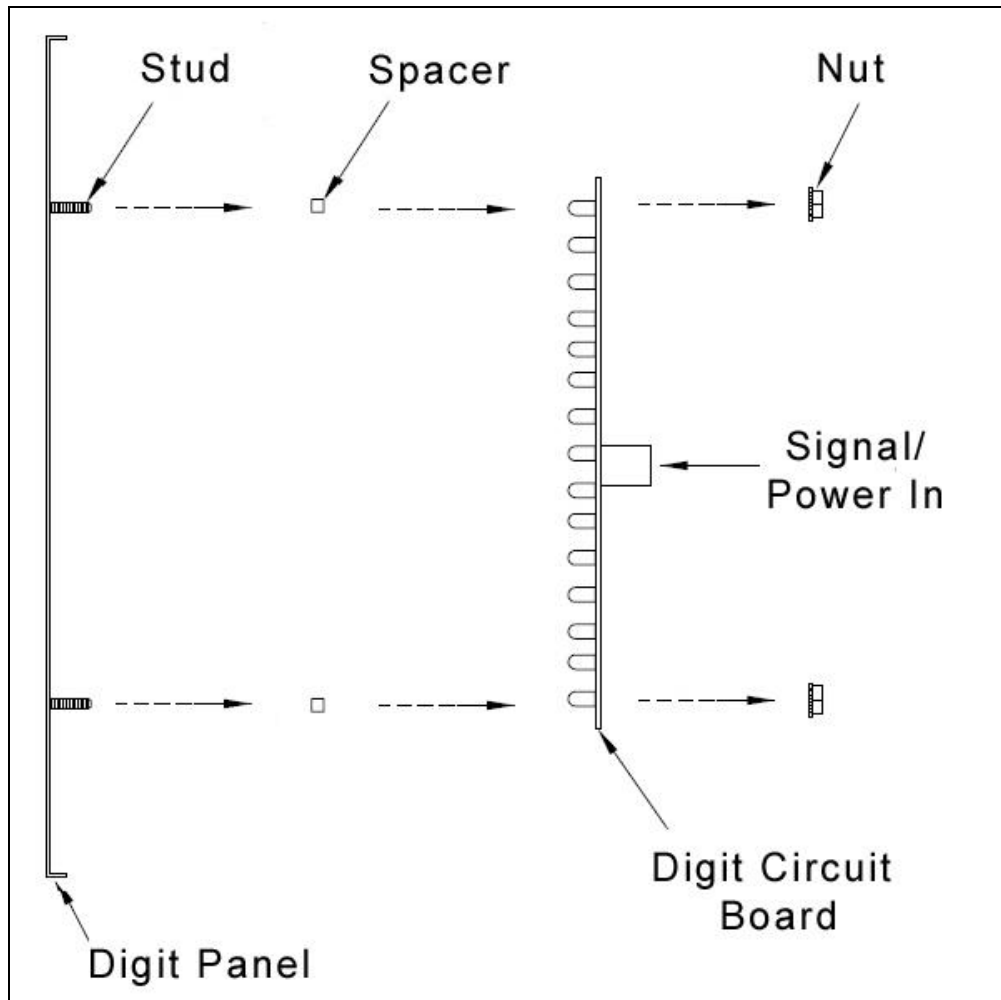 Stud
Spacer
Nut
Signal/
Power In
Digit Circuit
Board
Digit Panel